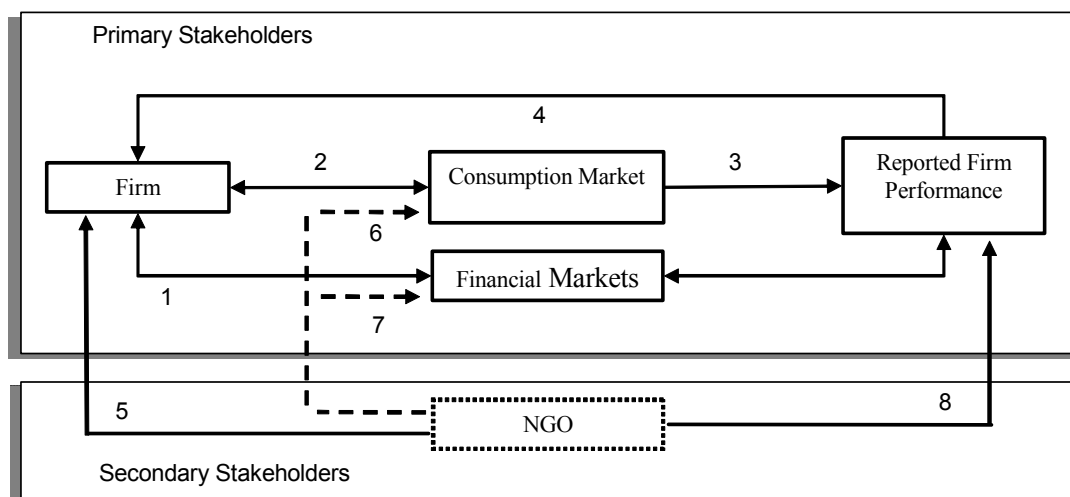 Primary Stakeholders
4
Firm
2
Consumption Market
3
Reported Firm
Performance
6
Financial Markets
1
7
5
NGO
8
Secondary Stakeholders